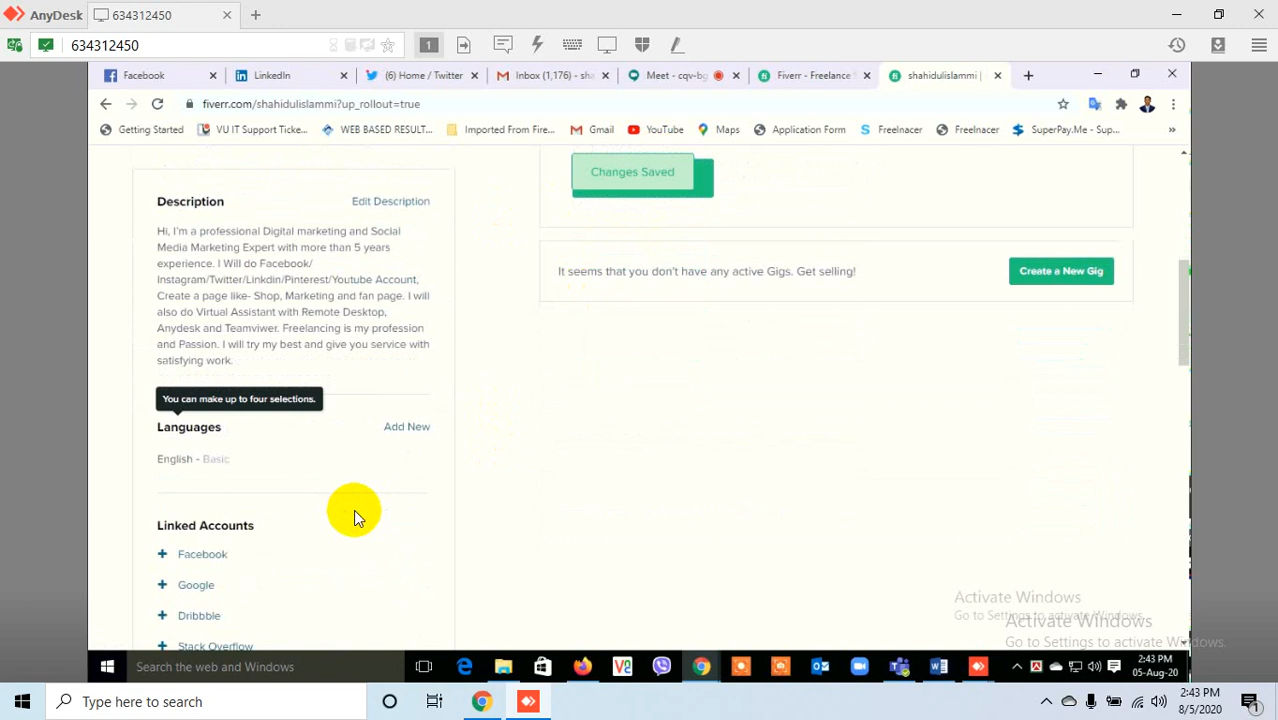 AnyDesk
634312450
634312450
1
Facebook
LinkedIn
(6) Home / Twitter
Inbox (1,176) - sha
Meet - cqv-bg
Fiverr - Freelance S
shahidulislammi |
fiverr.com/shahidulislammi?up_rollout=true
Getting Started
VU IT Support Ticke...
WEB BASED RESULT...
Imported From Fire...
Gmail
YouTube
Maps
Application Form
Freelnacer
Freelnacer
SuperPay.Me - Sup...
Changes Saved
Description
Edit Description
Hi, I'm a professional Digital marketing and Social
Media Marketing Expert with more than 5 years
experience. I Will do Facebook/
Instagram/Twitter/Linkdin/Pinterest/Youtube Account,
Create a page like- Shop, Marketing and fan page. I will
also do Virtual Assistant with Remote Desktop,
Anydesk and Teamviwer. Freelancing is my profession
and Passion. I will try my best and give you service with
satisfying work.
It seems that you don't have any active Gigs. Get selling!
Create a New Gig
You can make up to four selections.
Languages
Add New
English - Basic
Linked Accounts
Facebook
Google
Dribbble
Stack Overflow
Activate Windows
Go to Settings to activate Windows.
Activate Windows
Go to Settings to activate Windows.
Search the web and Windows
2:43 PM
05-Aug-20
Type here to search
2:43 PM
8/5/2020
1